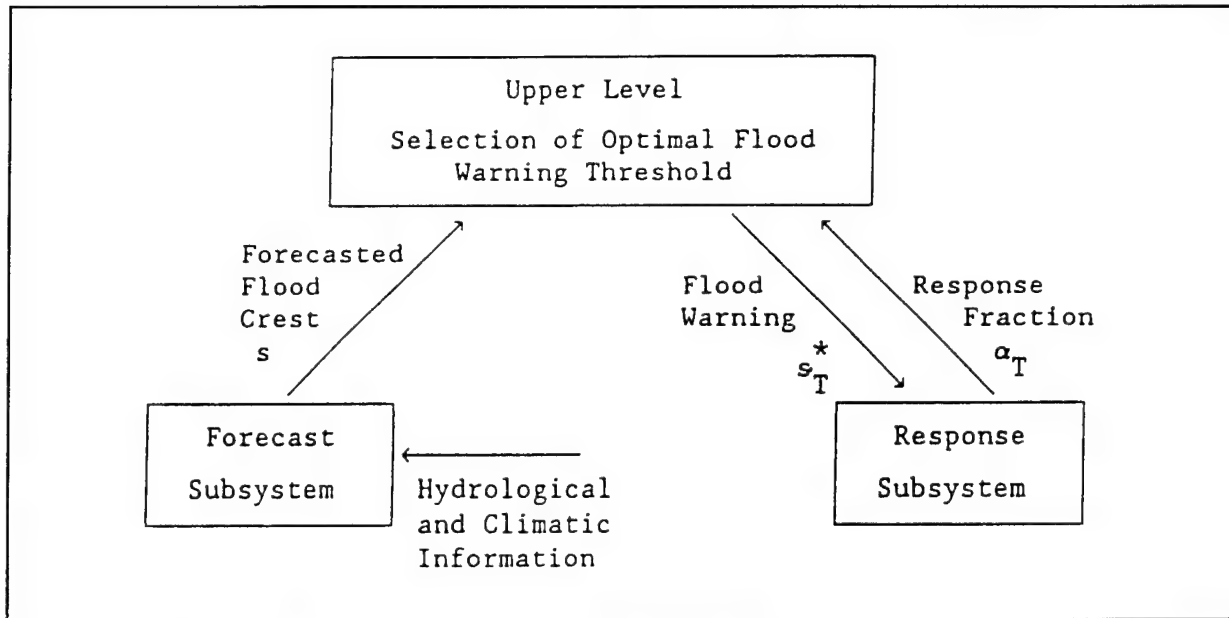 Upper Level
Selection of Optimal Flood
Warning Threshold
Forecasted
Flood
Crest
s
Flood
Warning
s*T
Response
Fraction
αT
Forecast
Subsystem
Hydrological
and Climatic
Information
Response
Subsystem